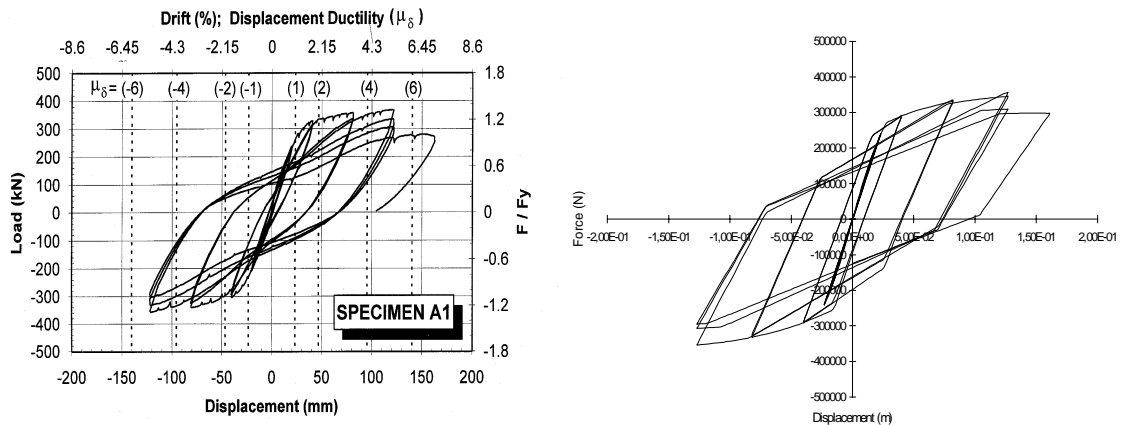 Drift (%); Displacement Ductility (μδ)
-8.6 -6.45 -4.3 -2.15 0 2.15 4.3 6.45 8.6
μδ= (-6) (-4) (-2) (-1) (1) (2) (4) (6)
500
400
300
200
100
0
-100
-200
-300
-400
-500
Load (kN)
1.8
1.2
0.6
0
-0.6
-1.2
-1.8
F / Fy
SPECIMEN A1
-200 -150 -100 -50 0 50 100 150 200
Displacement (mm)
500000
400000
300000
200000
100000
0
-100000
-200000
-300000
-400000
-500000
Force (N)
-2,00E-01 -1,50E-01 -1,00E-01 -5,00E-02 0,00E+00 5,00E-02 1,00E-01 1,50E-01 2,00E-01
Displacement (m)